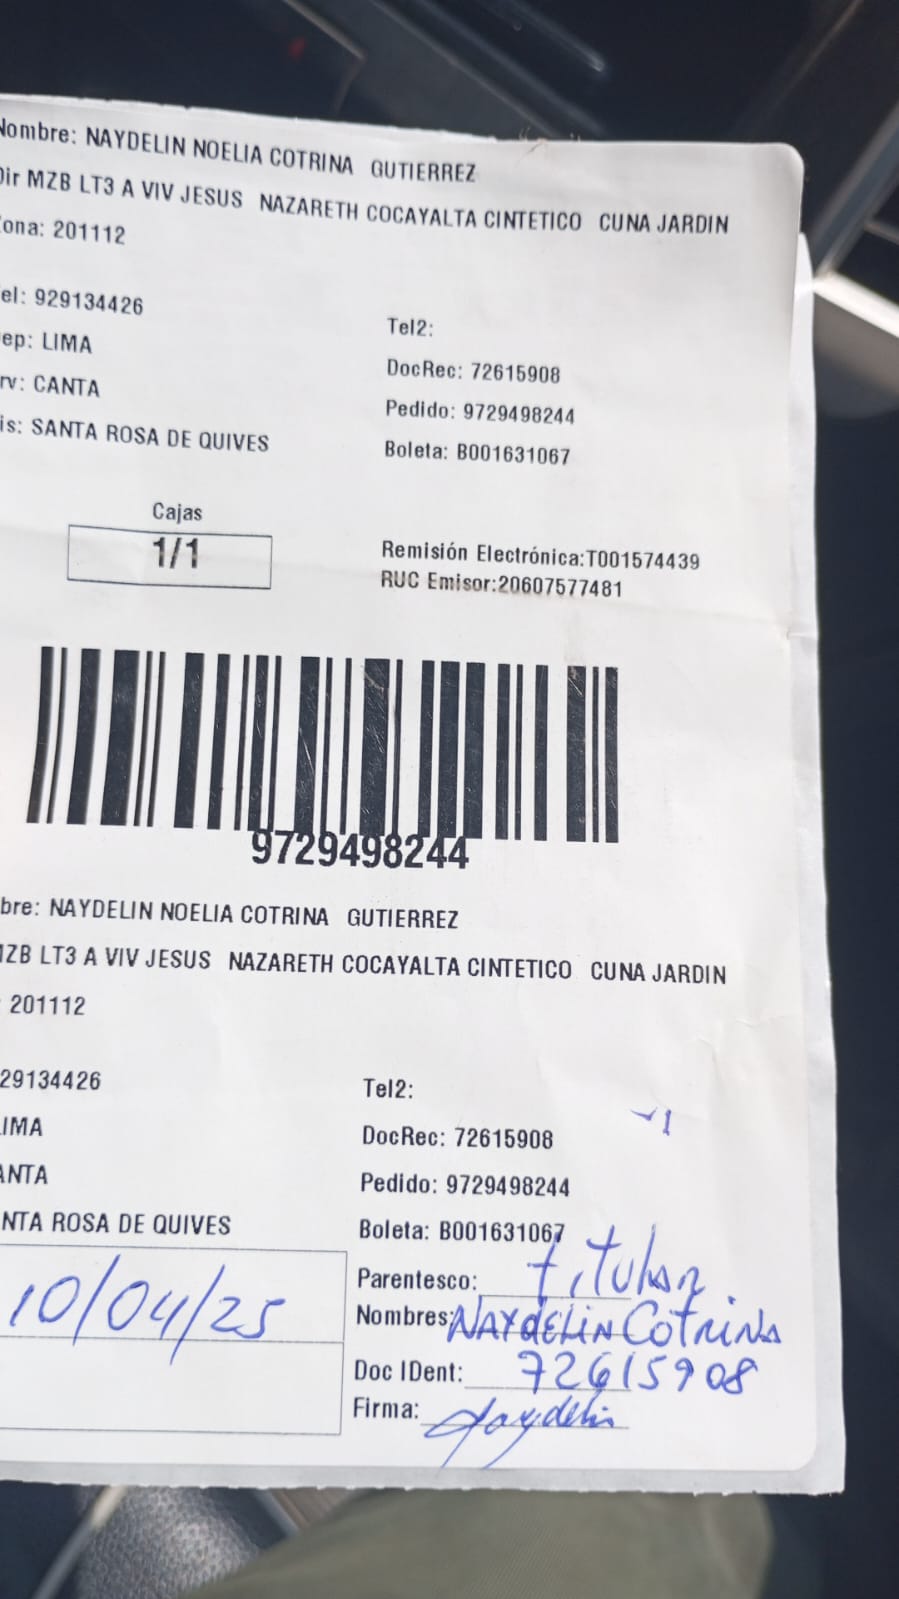 Nombre: NAYDELIN NOELIA COTRINA GUTIERREZ
Dir MZB LT3 A VIV JESUS NAZARETH COCAYALTA CINTETICO CUNA JARDIN
ona: 201112
el: 929134426
Tel2:
ep: LIMA
DocRec: 72615908
rv: CANTA
Pedido: 9729498244
is: SANTA ROSA DE QUIVES
Boleta: B001631067
Cajas
1/1
Remisión Electrónica:T001574439
RUC Emisor:20607577481
9729498244
bre: NAYDELIN NOELIA COTRINA GUTIERREZ
MZB LT3 A VIV JESUS NAZARETH COCAYALTA CINTETICO CUNA JARDIN
: 201112
29134426
Tel2:
IMA
DocRec: 72615908
ANTA
Pedido: 9729498244
NTA ROSA DE QUIVES
Boleta: B001631067
10/04/25
Parentesco: titular
Nombres: NAYdELIN COTRINA
Doc IDent: 72615908
Firma: Naydelin